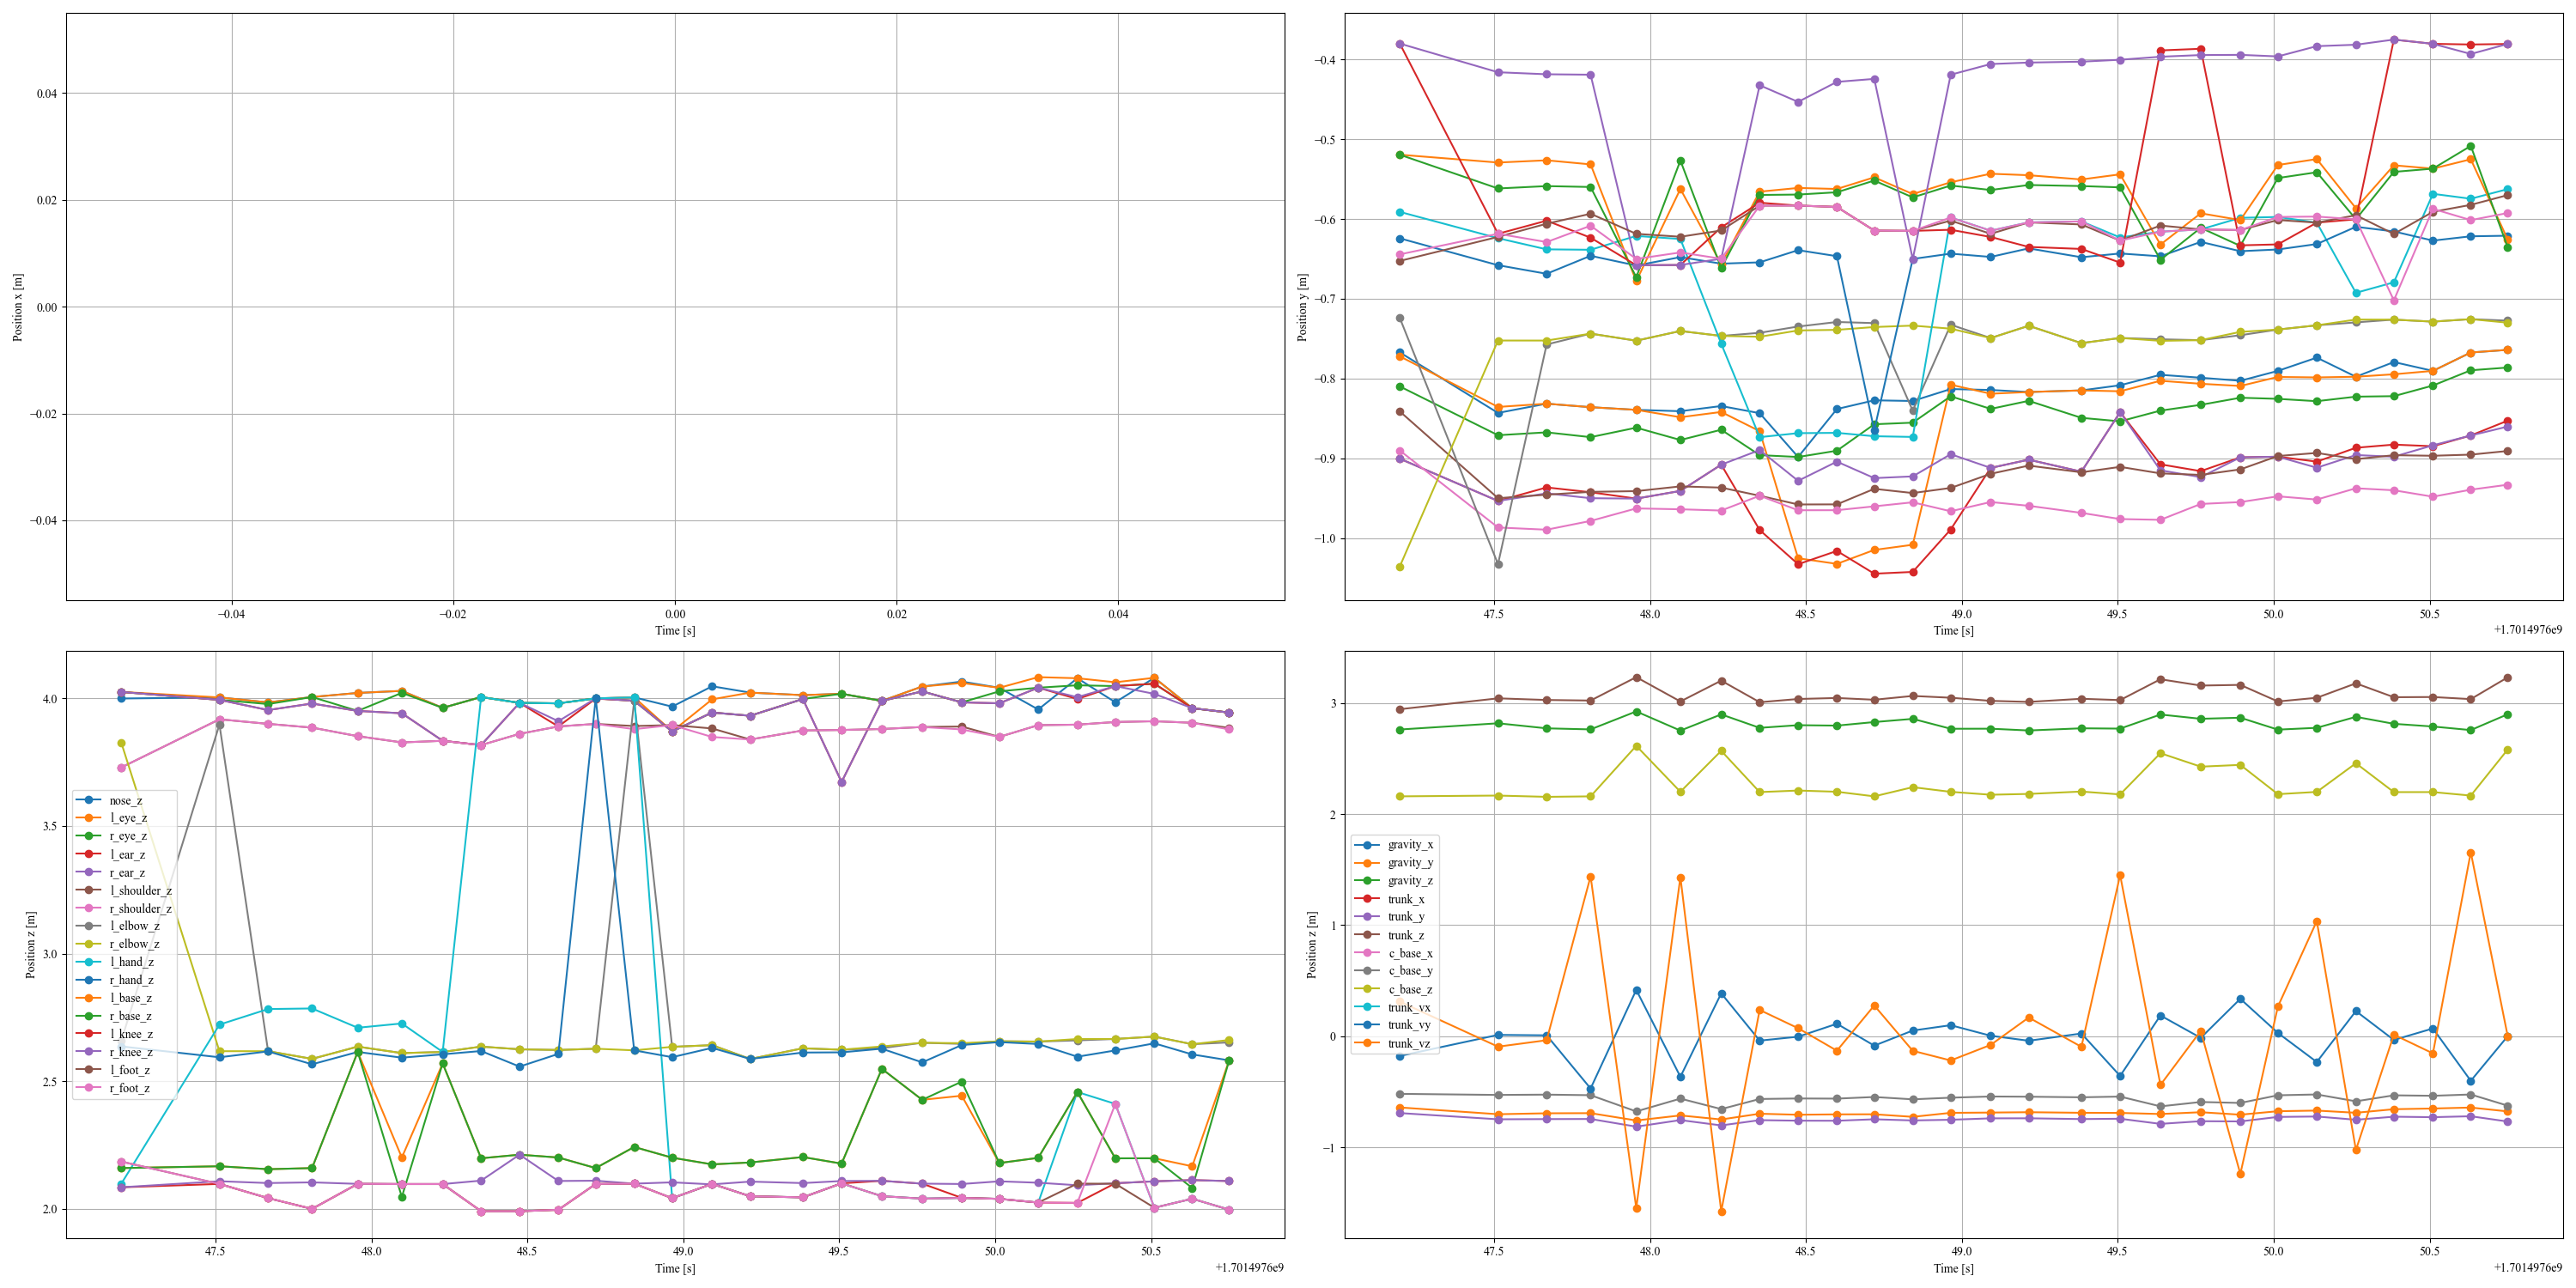 0.04
0.02
0.00
−0.02
−0.04
Position x [m]
−0.04
−0.02
0.00
0.02
0.04
Time [s]
−0.4
−0.5
−0.6
−0.7
−0.8
−0.9
−1.0
Position y [m]
47.5
48.0
48.5
49.0
49.5
50.0
50.5
Time [s]
+1.7014976e9
4.0
3.5
3.0
2.5
2.0
Position z [m]
nose_z
l_eye_z
r_eye_z
l_ear_z
r_ear_z
l_shoulder_z
r_shoulder_z
l_elbow_z
r_elbow_z
l_hand_z
r_hand_z
l_base_z
r_base_z
l_knee_z
r_knee_z
l_foot_z
r_foot_z
47.5
48.0
48.5
49.0
49.5
50.0
50.5
Time [s]
+1.7014976e9
3
2
1
0
−1
Position z [m]
gravity_x
gravity_y
gravity_z
trunk_x
trunk_y
trunk_z
c_base_x
c_base_y
c_base_z
trunk_vx
trunk_vy
trunk_vz
47.5
48.0
48.5
49.0
49.5
50.0
50.5
Time [s]
+1.7014976e9